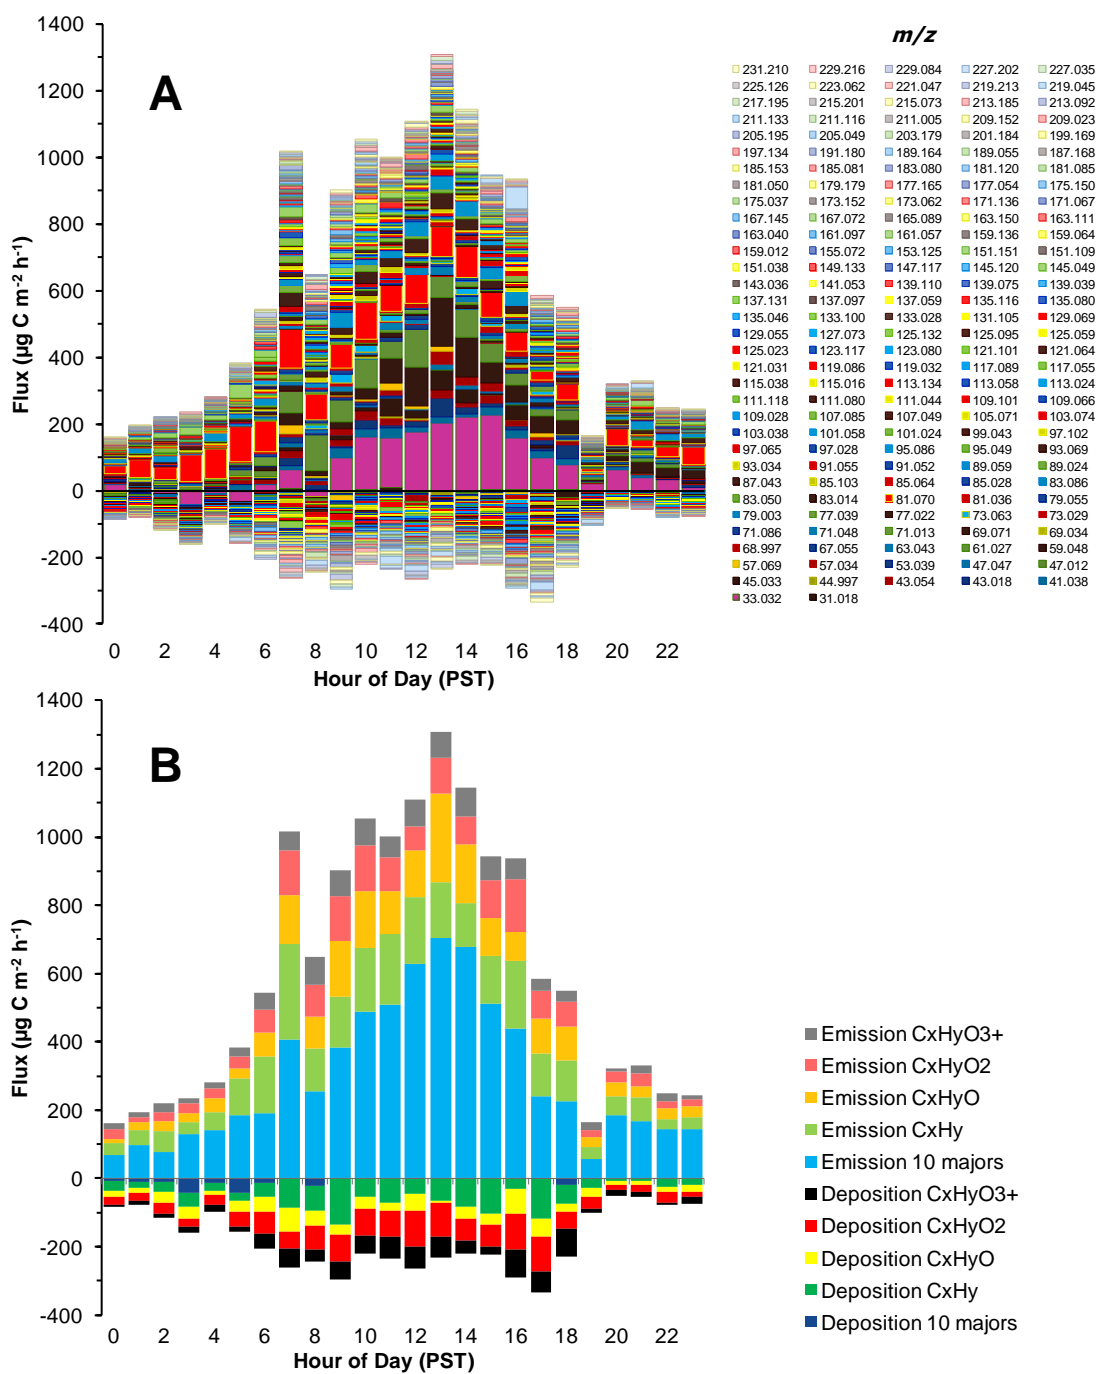 A
1400
1200
1000
800
600
400
200
0
-200
-400
Flux (µg C m⁻² h⁻¹)
0 2 4 6 8 10 12 14 16 18 20 22
Hour of Day (PST)
m/z
231.210 229.216 229.084 227.202 227.035
225.126 223.062 221.047 219.213 219.045
217.195 215.201 215.073 213.185 213.092
211.133 211.116 211.005 209.152 209.023
205.195 205.049 203.179 201.184 199.169
197.134 191.180 189.164 189.055 187.168
185.153 185.081 183.080 181.120 181.085
181.050 179.179 177.165 177.054 175.150
175.037 173.152 173.062 171.136 171.067
167.145 167.072 165.089 163.150 163.111
163.040 161.097 161.057 159.136 159.064
159.012 155.072 153.125 151.151 151.109
151.038 149.133 147.117 145.120 145.049
143.036 141.053 139.110 139.075 139.039
137.131 137.097 137.059 135.116 135.080
135.046 133.100 133.028 131.105 129.069
129.055 127.073 125.132 125.095 125.059
125.023 123.117 123.080 121.101 121.064
121.031 119.086 119.032 117.089 117.055
115.038 115.016 113.134 113.058 113.024
111.118 111.080 111.044 109.101 109.066
109.028 107.085 107.049 105.071 103.074
103.038 101.058 101.024 99.043 97.102
97.065 97.028 95.086 95.049 93.069
93.034 91.055 91.052 89.059 89.024
87.043 85.103 85.064 85.028 83.086
83.050 83.014 81.070 81.036 79.055
79.003 77.039 77.022 73.063 73.029
71.086 71.048 71.013 69.071 69.034
68.997 67.055 63.043 61.027 59.048
57.069 57.034 53.039 47.047 47.012
45.033 44.997 43.054 43.018 41.038
33.032 31.018
B
1400
1200
1000
800
600
400
200
0
-200
-400
Flux (µg C m⁻² h⁻¹)
0 2 4 6 8 10 12 14 16 18 20 22
Hour of Day (PST)
Emission CxHyO3+
Emission CxHyO2
Emission CxHyO
Emission CxHy
Emission 10 majors
Deposition CxHyO3+
Deposition CxHyO2
Deposition CxHyO
Deposition CxHy
Deposition 10 majors